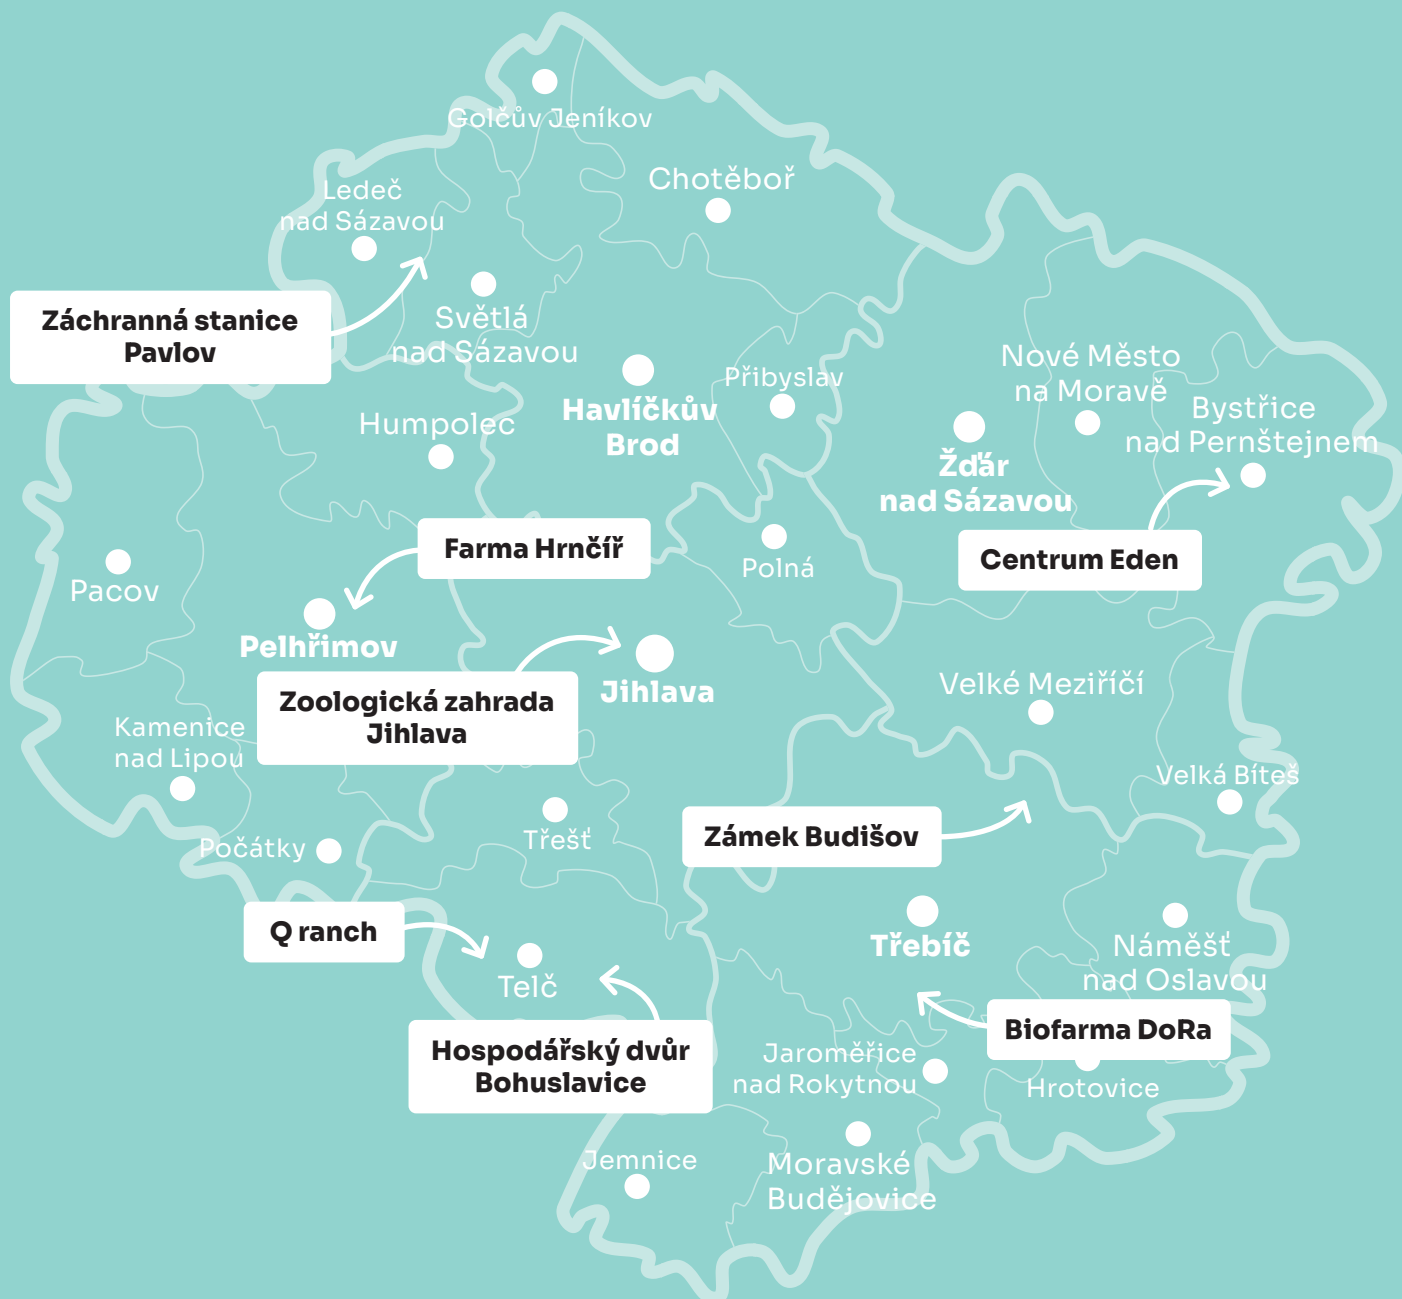 Golčův Jeníkov
Chotěboř
Ledeč
nad Sázavou
Záchranná stanice
Pavlov
Světlá
nad Sázavou
Havlíčkův
Brod
Přibyslav
Nové Město
na Moravě
Bystřice
nad Pernštejnem
Humpolec
Žďár
nad Sázavou
Farma Hrnčíř
Centrum Eden
Polná
Pacov
Pelhřimov
Zoologická zahrada
Jihlava
Jihlava
Velké Meziříčí
Kamenice
nad Lipou
Velká Bíteš
Počátky
Třešť
Zámek Budišov
Q ranch
Třebíč
Náměšť
nad Oslavou
Telč
Hospodářský dvůr
Bohuslavice
Biofarma DoRa
Jaroměřice
nad Rokytnou
Hrotovice
Jemnice
Moravské
Budějovice